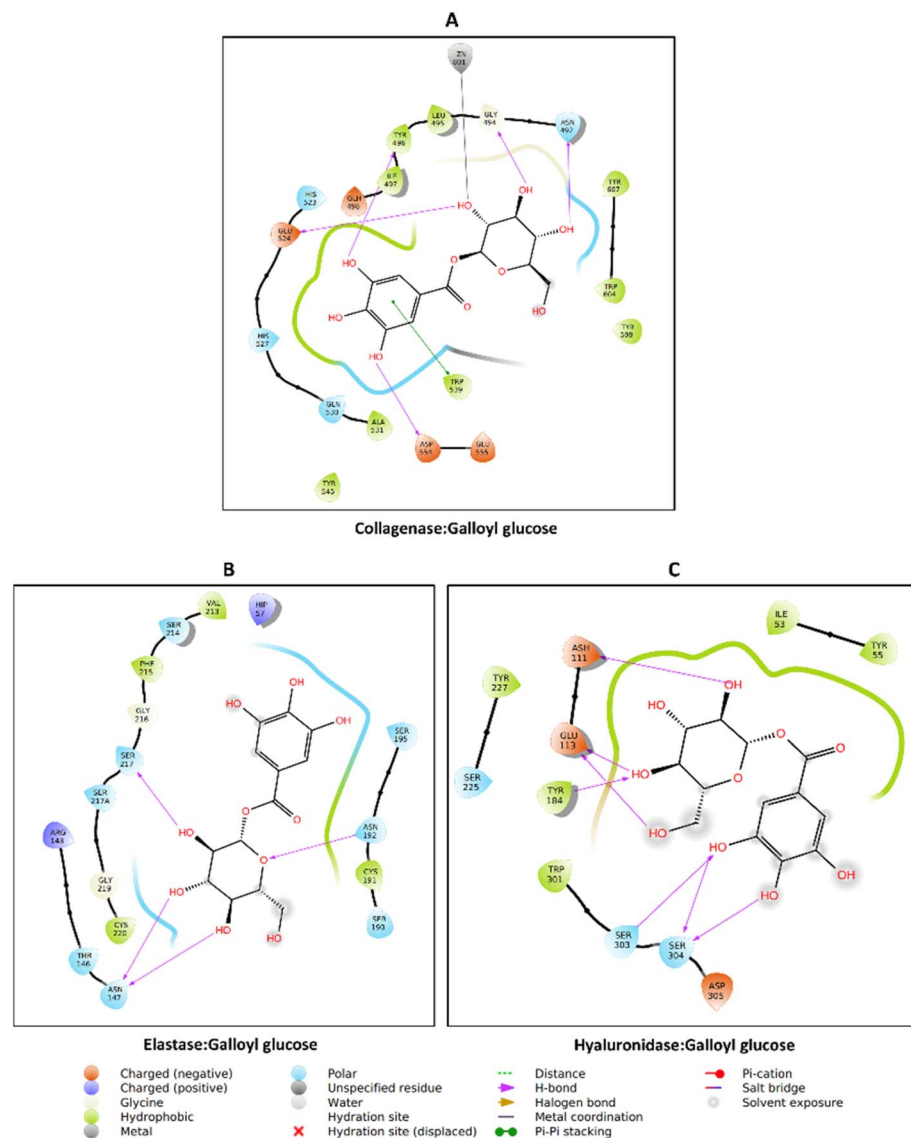 A
ZN
801
LEU
495
GLY
494
ASN
492
TYR
496
ILE
497
GLH
498
HIS
523
GLU
524
TYR
607
OH
HO
OH
HO
O
O
O
HO
HO
HO
TRP
604
TYR
599
HIS
527
TRP
539
GLN
530
ALA
531
ASP
554
GLU
555
TYR
545
Collagenase:Galloyl glucose
B
VAL
213
HIP
57
SER
214
PHE
215
GLY
216
OH
HO
OH
SER
195
SER
217
SER
217A
O
O
ASN
192
HO
O
ARG
143
CYS
191
GLY
219
HO
SER
190
CYS
220
OH
HO
THR
146
ASN
147
Elastase:Galloyl glucose
C
ILE
53
TYR
55
ASH
111
TYR
227
OH
HO
GLU
113
O
O
SER
225
HO
O
TYR
184
HO
HO
OH
HO
TRP
301
SER
303
SER
304
ASP
305
Hyaluronidase:Galloyl glucose
Charged (negative)
Charged (positive)
Glycine
Hydrophobic
Metal
Polar
Unspecified residue
Water
Hydration site
Hydration site (displaced)
Distance
H-bond
Halogen bond
Metal coordination
Pi-Pi stacking
Pi-cation
Salt bridge
Solvent exposure